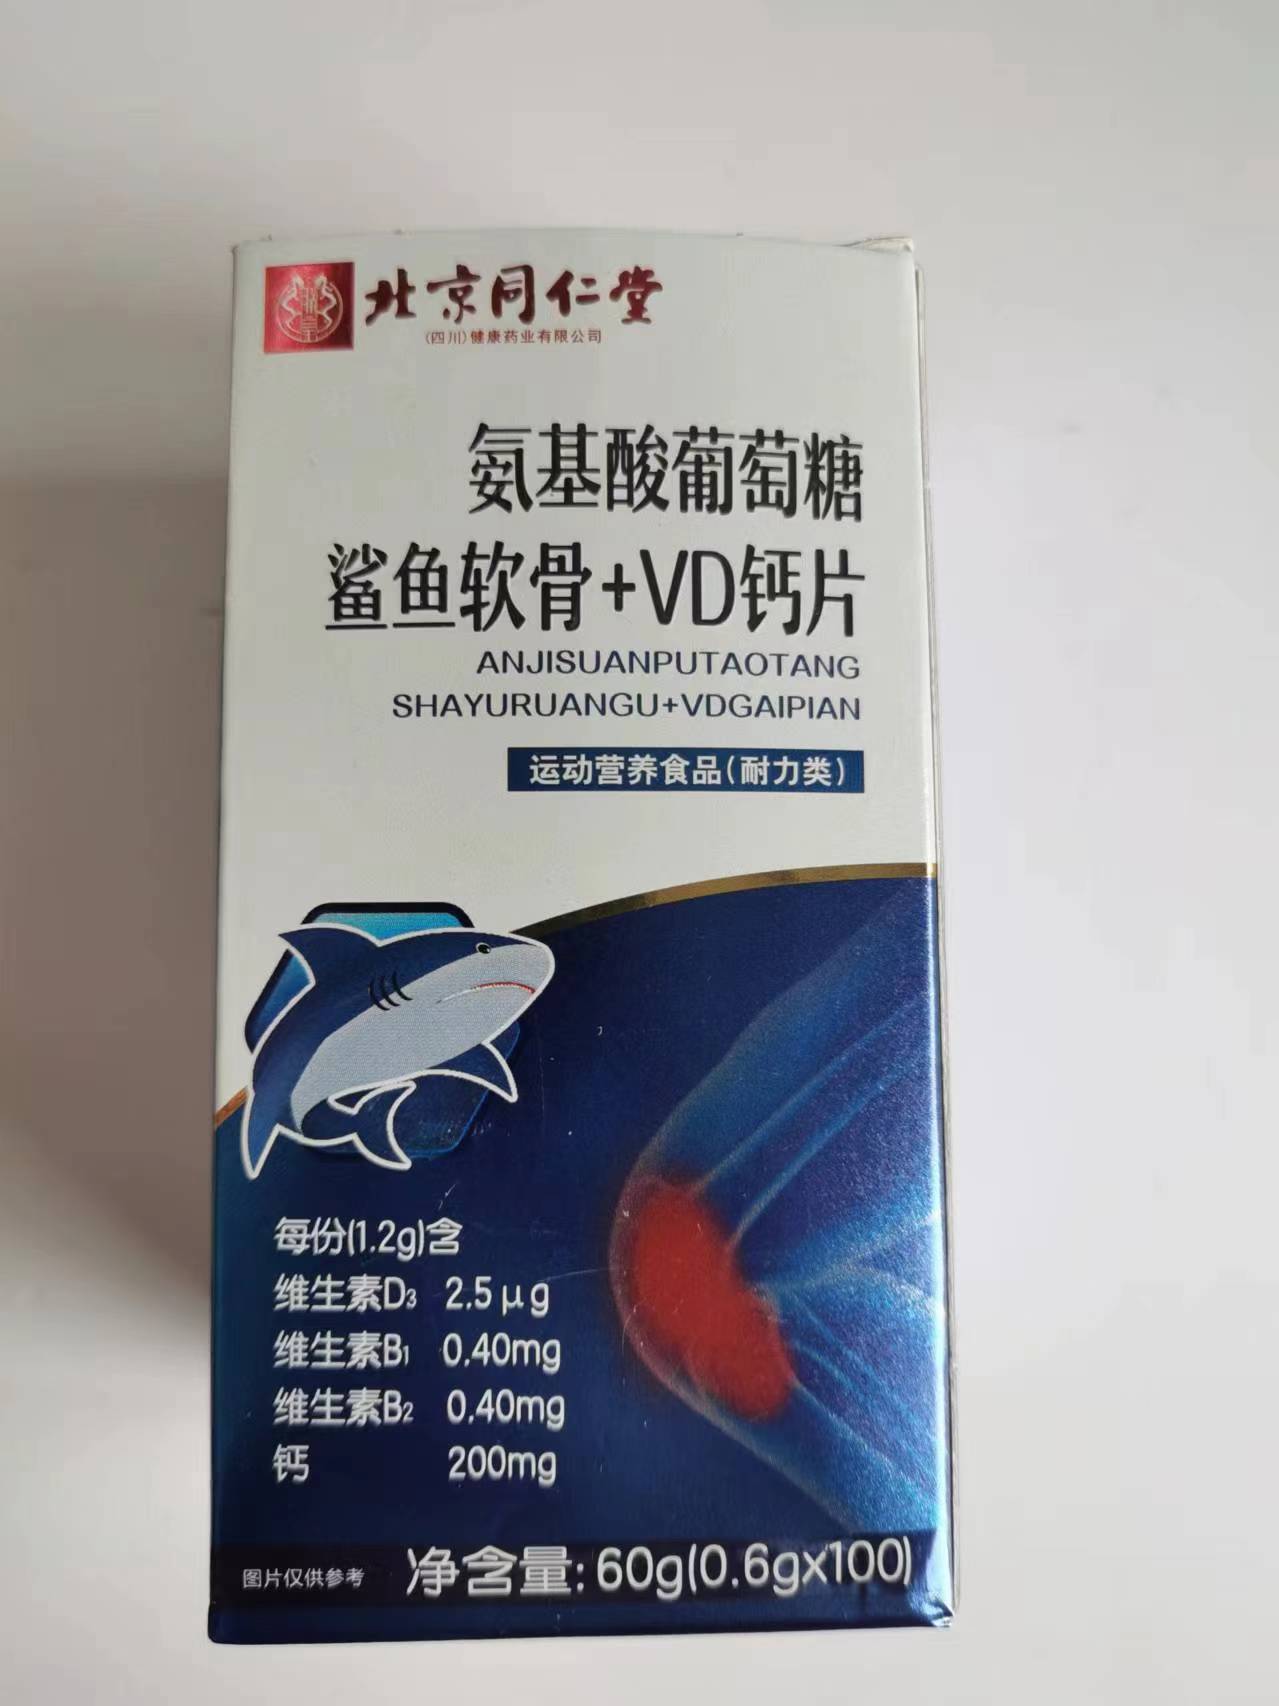 北京同仁堂
(四川)健康药业有限公司
氨基酸葡萄糖
鲨鱼软骨+VD钙片
ANJISUANPUTAOTANG
SHAYURUANGU+VDGAIPIAN
运动营养食品(耐力类)
每份(1.2g)含
维生素D3 2.5μg
维生素B1 0.40mg
维生素B2 0.40mg
钙 200mg
图片仅供参考 净含量:60g(0.6gx100)